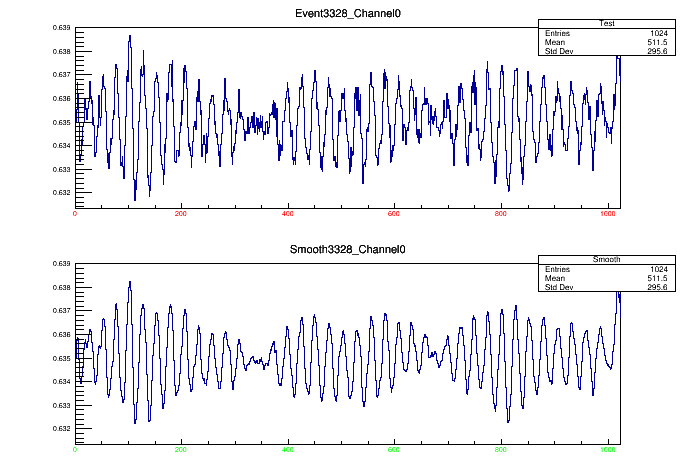 Event3328_Channel0
Test
Entries 1024
Mean 511.5
Std Dev 295.6
0.639
0.638
0.637
0.636
0.635
0.634
0.633
0.632
0 200 400 600 800 1000
Smooth3328_Channel0
Smooth
Entries 1024
Mean 511.5
Std Dev 295.6
0.639
0.638
0.637
0.636
0.635
0.634
0.633
0.632
0 200 400 600 800 1000